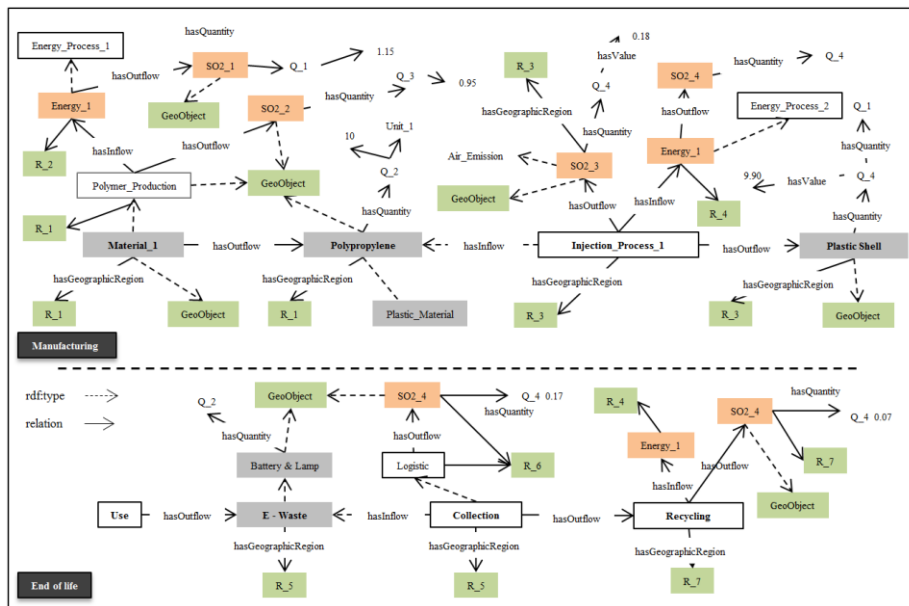 hasQuantity
0.18
Energy_Process_1
SO2_1
Q_1
1.15
R_3
hasValue
SO2_4
Q_4
hasOutflow
Q_3
hasQuantity
Energy_1
SO2_2
hasQuantity
0.95
Q_4
hasOutflow
Energy_Process_2
Q_1
GeoObject
hasGeographicRegion
Unit_1
hasQuantity
Energy_1
hasInflow
hasOutflow
10
Air_Emission
SO2_3
hasQuantity
R_2
Polymer_Production
GeoObject
Q_2
GeoObject
hasOutflow
hasInflow
9.90
hasValue
Q_4
R_4
R_1
hasQuantity
hasQuantity
Material_1
hasOutflow
Polypropylene
hasInflow
Injection_Process_1
hasOutflow
Plastic Shell
hasGeographicRegion
hasGeographicRegion
hasGeographicRegion
hasGeographicRegion
R_1
GeoObject
R_1
Plastic_Material
R_3
R_3
GeoObject
Manufacturing
rdf:type
GeoObject
SO2_4
Q_4 0.17
hasQuantity
hasQuantity
R_4
SO2_4
Q_4 0.07
Q_2
relation
hasOutflow
hasQuantity
Energy_1
Battery & Lamp
Logistic
R_6
hasOutflow
R_7
hasInflow
GeoObject
Use
hasOutflow
E - Waste
hasInflow
Collection
hasOutflow
Recycling
hasGeographicRegion
hasGeographicRegion
hasGeographicRegion
R_5
R_5
R_7
End of life